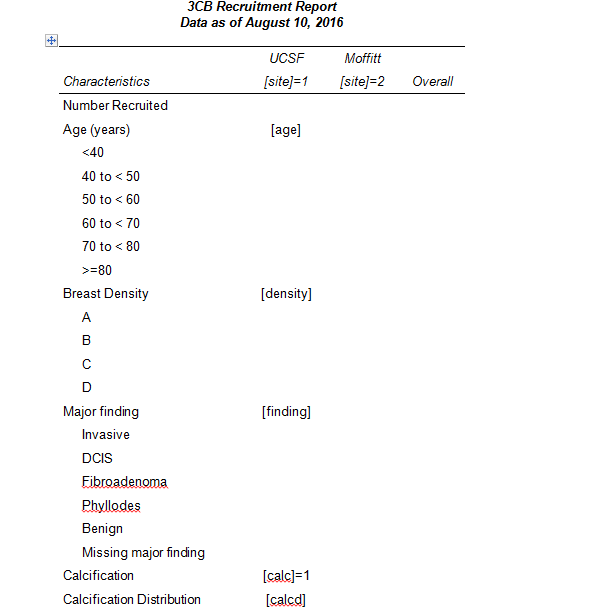 3CB Recruitment Report
Data as of August 10, 2016
UCSF Moffitt
Characteristics [site]=1 [site]=2 Overall
Number Recruited
Age (years) [age]
<40
40 to < 50
50 to < 60
60 to < 70
70 to < 80
>=80
Breast Density [density]
A
B
C
D
Major finding [finding]
Invasive
DCIS
Fibroadenoma
Phyllodes
Benign
Missing major finding
Calcification [calc]=1
Calcification Distribution [calcd]